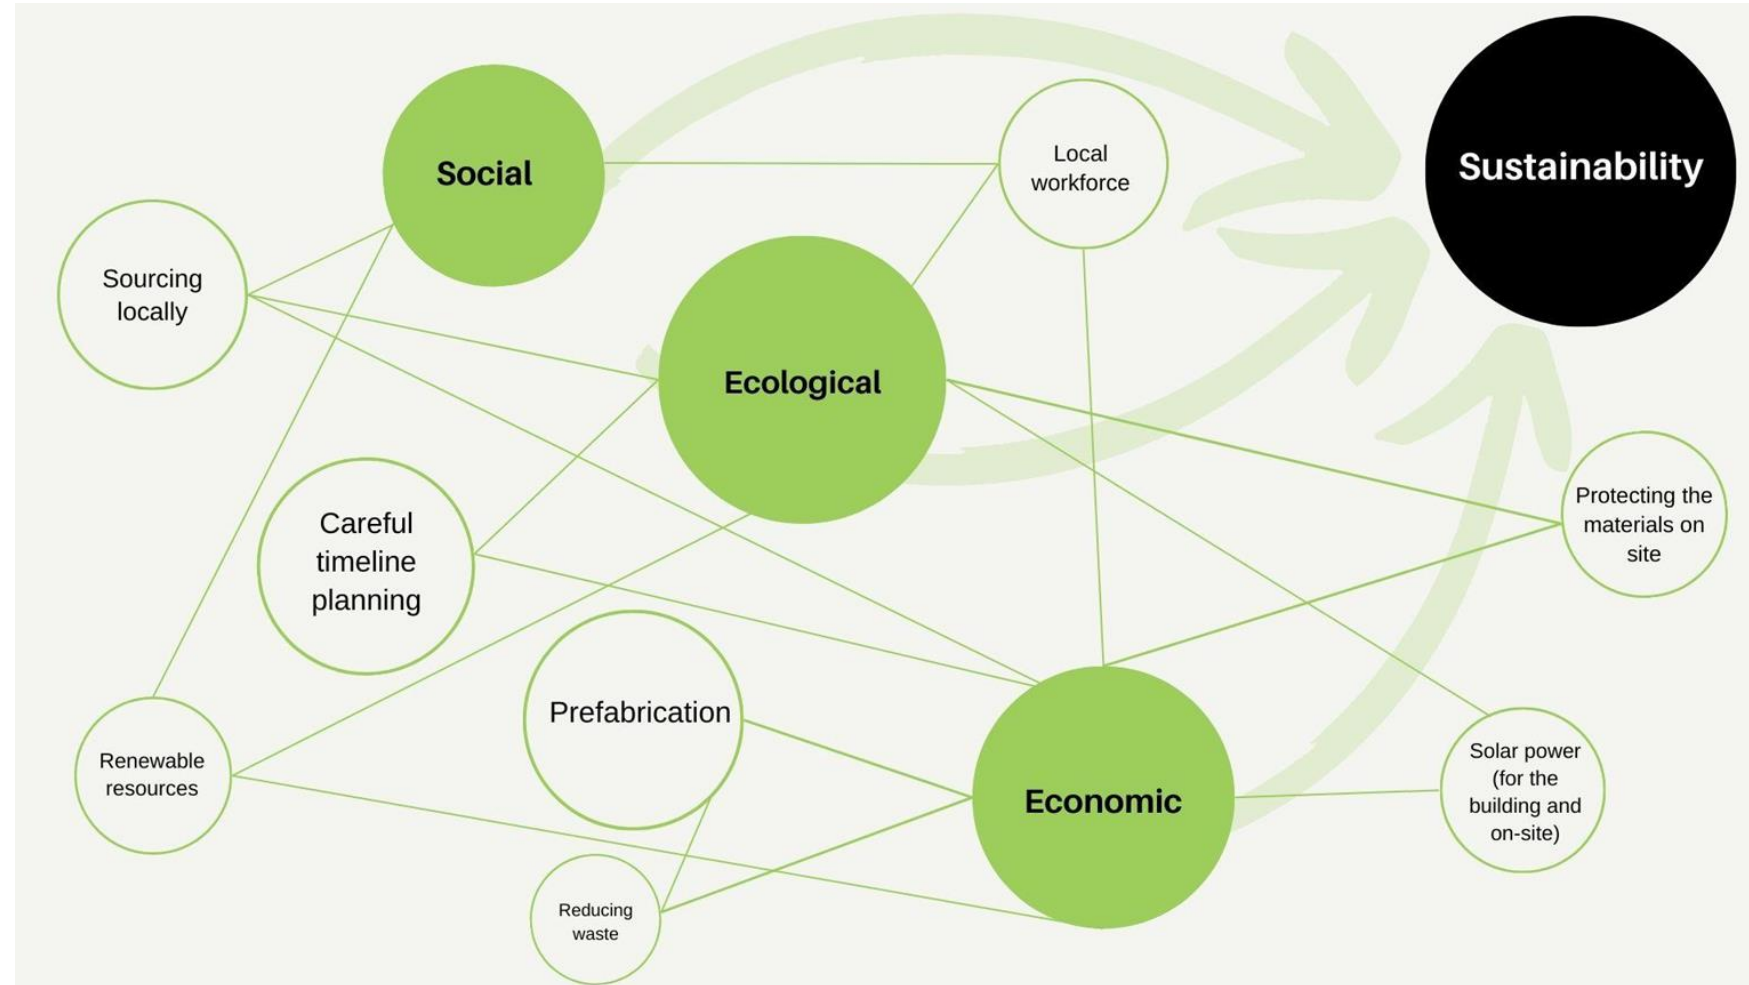 Social
Local
workforce
Sustainability
Sourcing
locally
Ecological
Careful
timeline
planning
Protecting the
materials on
site
Prefabrication
Renewable
resources
Economic
Solar power
(for the
building and
on-site)
Reducing
waste